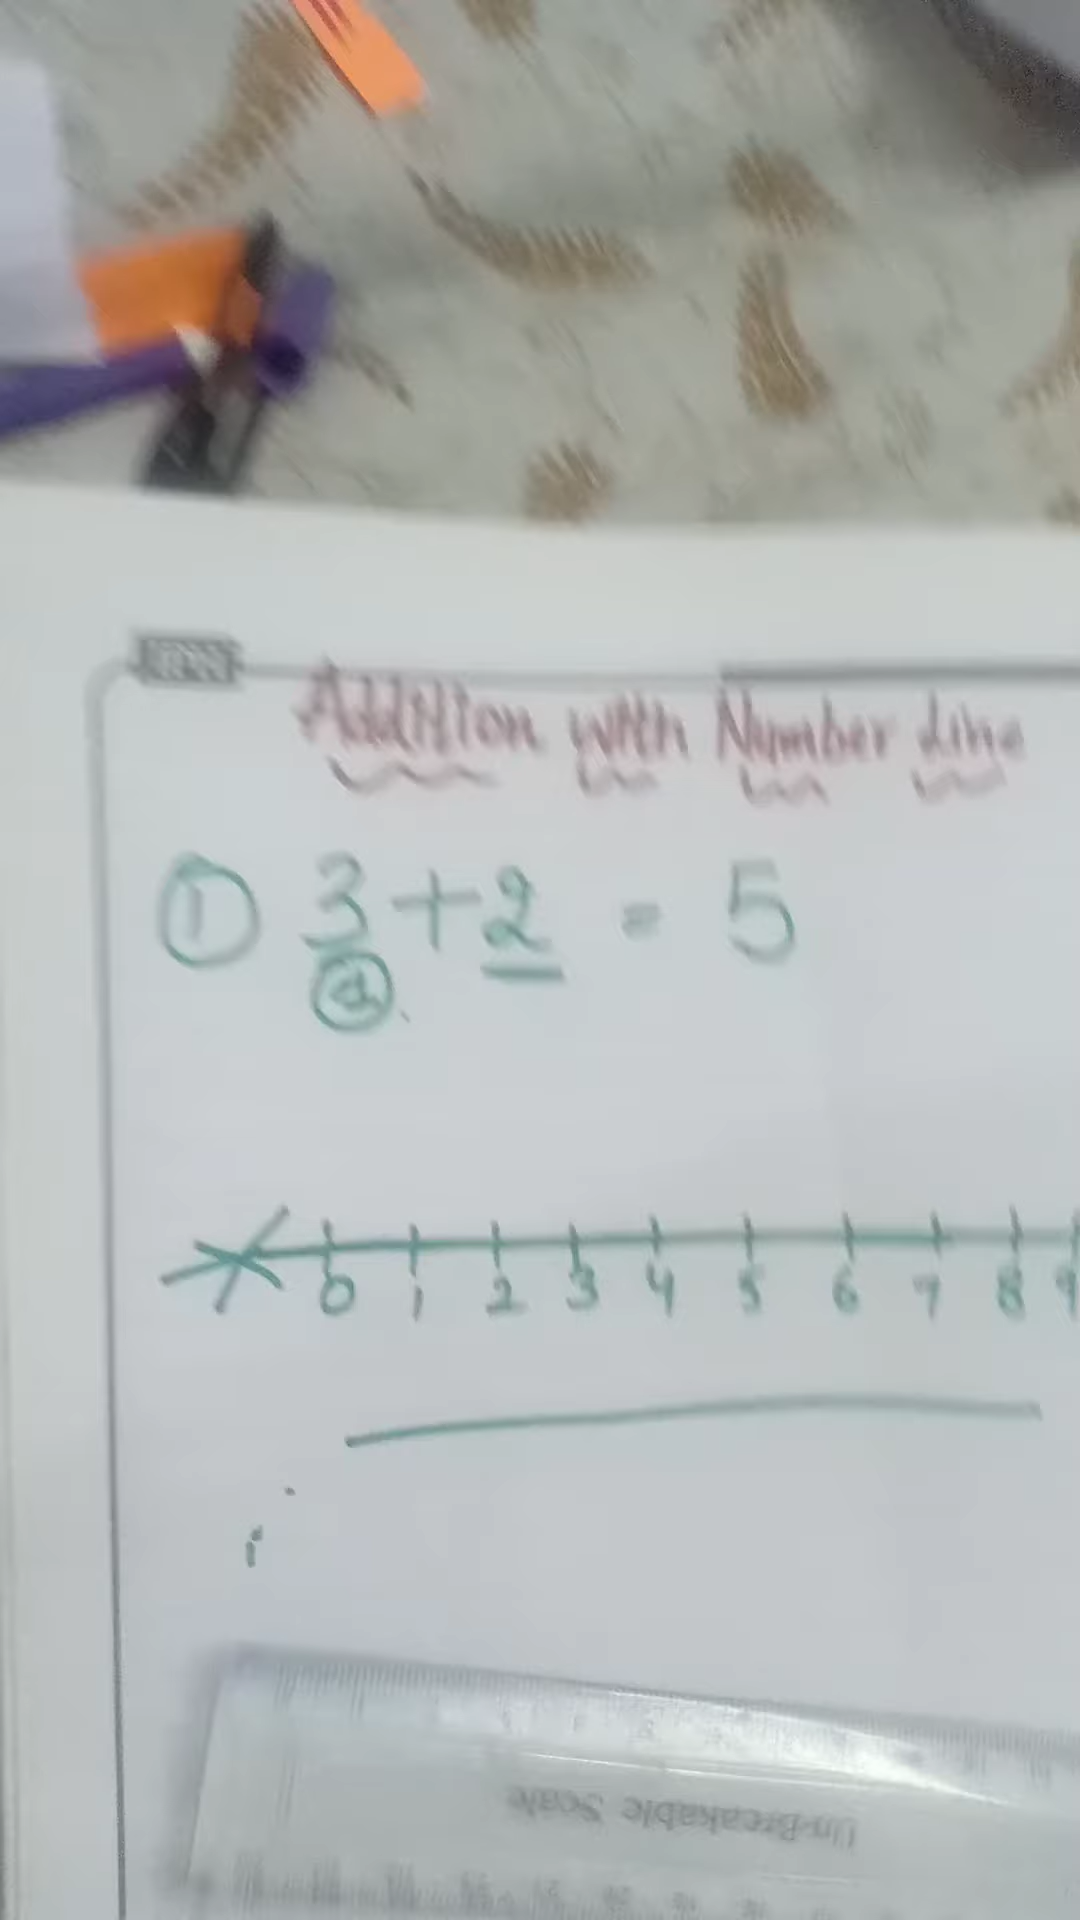 Addition with Number Line
① 3+2 = 5
0 1 2 3 4 5 6 7 8 9
Un-Breakable Scale